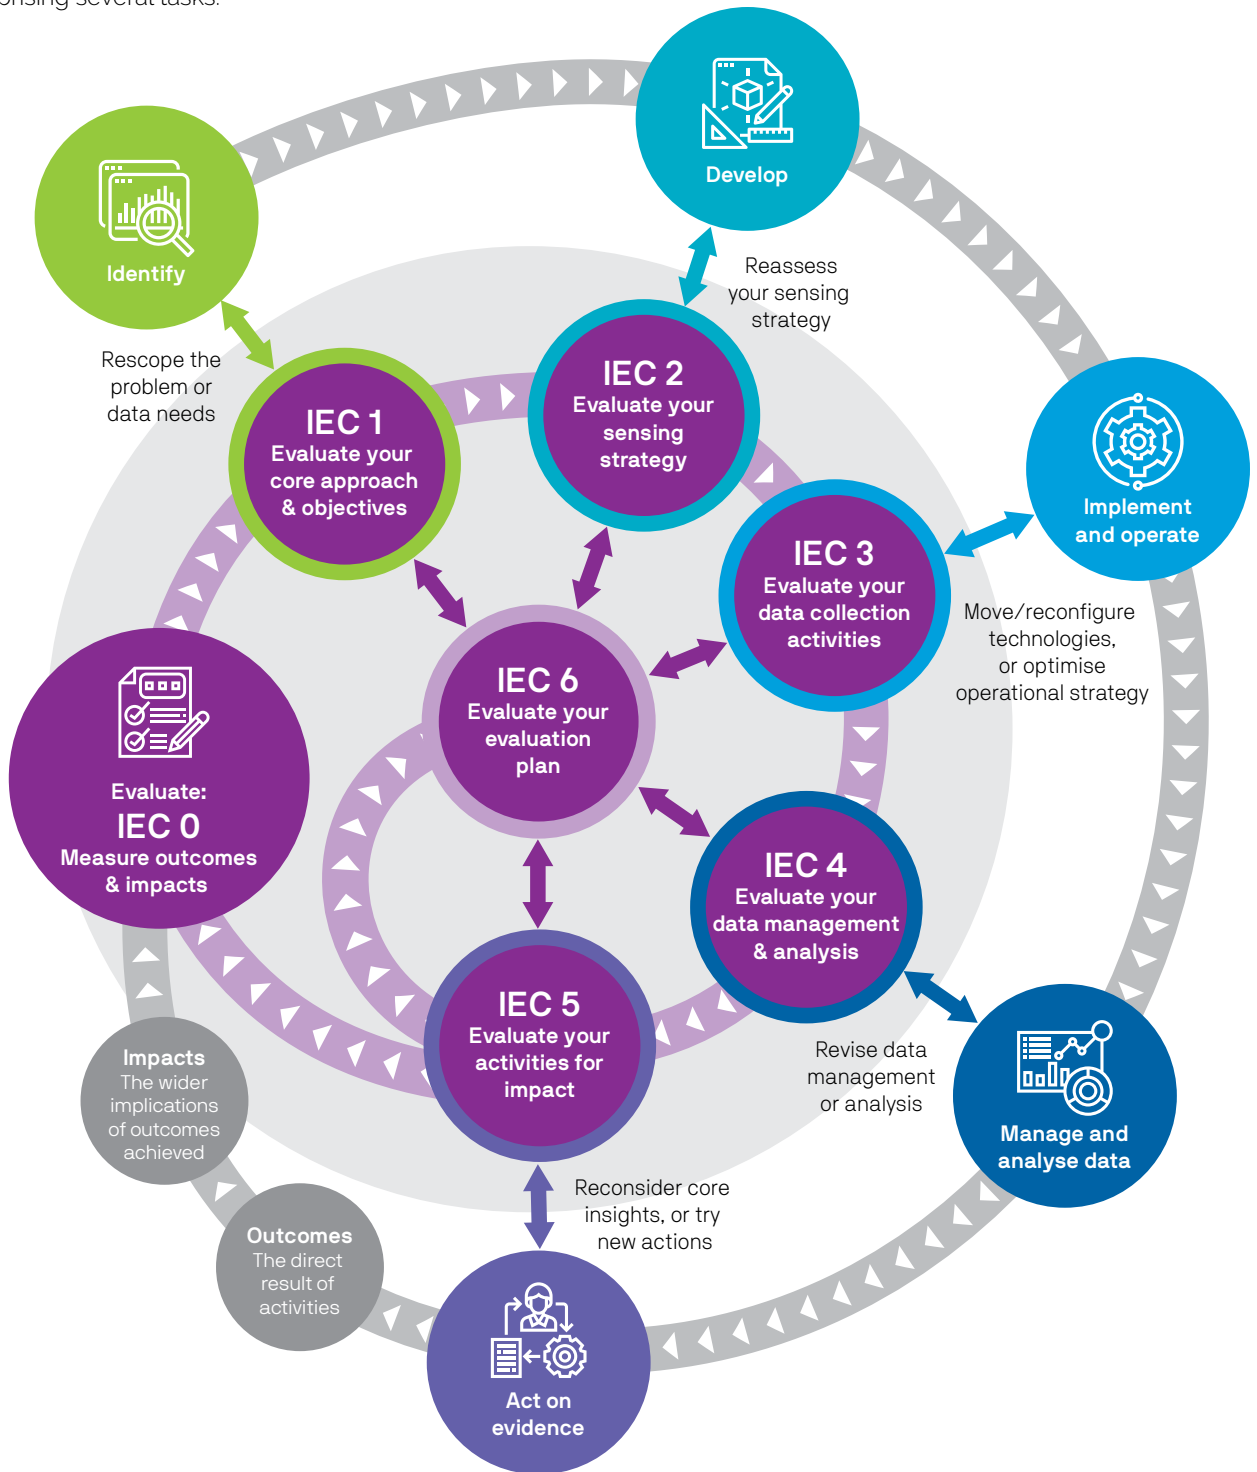 prising several tasks.
Develop
Identify
Reassess
your sensing
strategy
Rescope the
problem or
data needs
IEC 1
Evaluate your
core approach
& objectives
IEC 2
Evaluate your
sensing
strategy
IEC 3
Evaluate your
data collection
activities
Implement
and operate
Move/reconfigure
technologies,
or optimise
operational strategy
IEC 6
Evaluate your
evaluation
plan
Evaluate:
IEC 0
Measure outcomes
& impacts
IEC 4
Evaluate your
data management
& analysis
IEC 5
Evaluate your
activities for
impact
Revise data
management
or analysis
Manage and
analyse data
Impacts
The wider
implications
of outcomes
achieved
Outcomes
The direct
result of
activities
Reconsider core
insights, or try
new actions
Act on
evidence